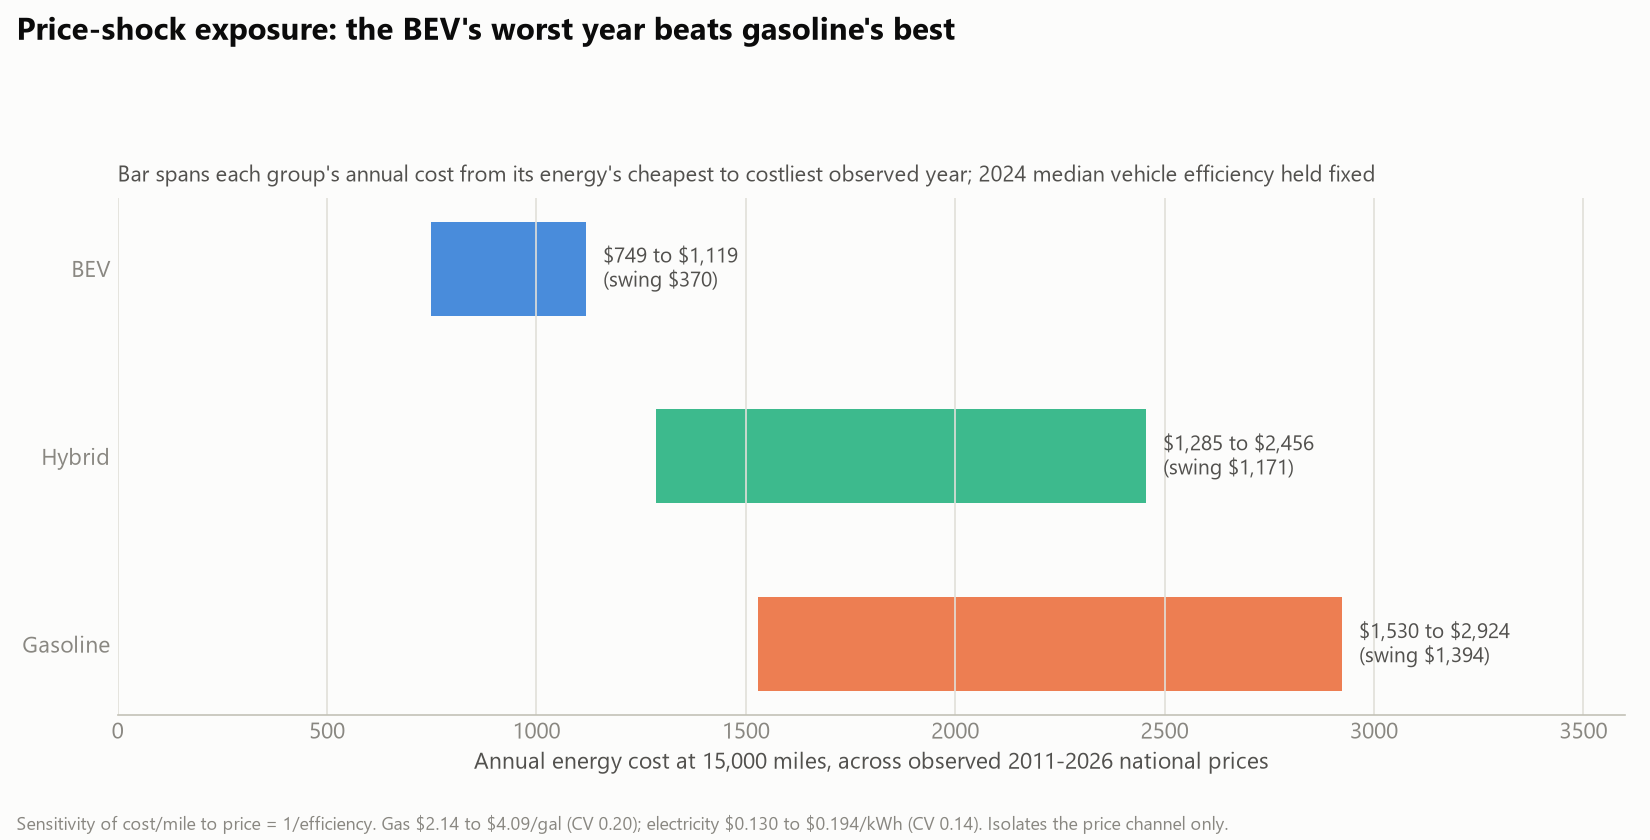 Price-shock exposure: the BEV's worst year beats gasoline's best
Bar spans each group's annual cost from its energy's cheapest to costliest observed year; 2024 median vehicle efficiency held fixed
BEV
$749 to $1,119
(swing $370)
Hybrid
$1,285 to $2,456
(swing $1,171)
Gasoline
$1,530 to $2,924
(swing $1,394)
0 500 1000 1500 2000 2500 3000 3500
Annual energy cost at 15,000 miles, across observed 2011-2026 national prices
Sensitivity of cost/mile to price = 1/efficiency. Gas $2.14 to $4.09/gal (CV 0.20); electricity $0.130 to $0.194/kWh (CV 0.14). Isolates the price channel only.